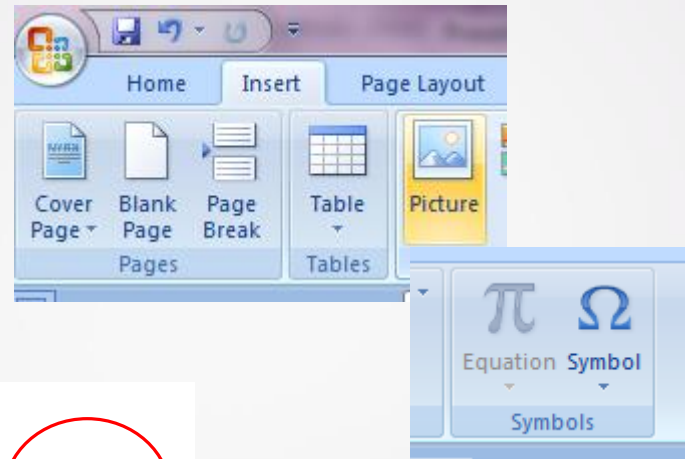 Home Insert Page Layout
Cover Page Blank Page Page Break Table Picture
Pages Tables
Equation Symbol
Symbols